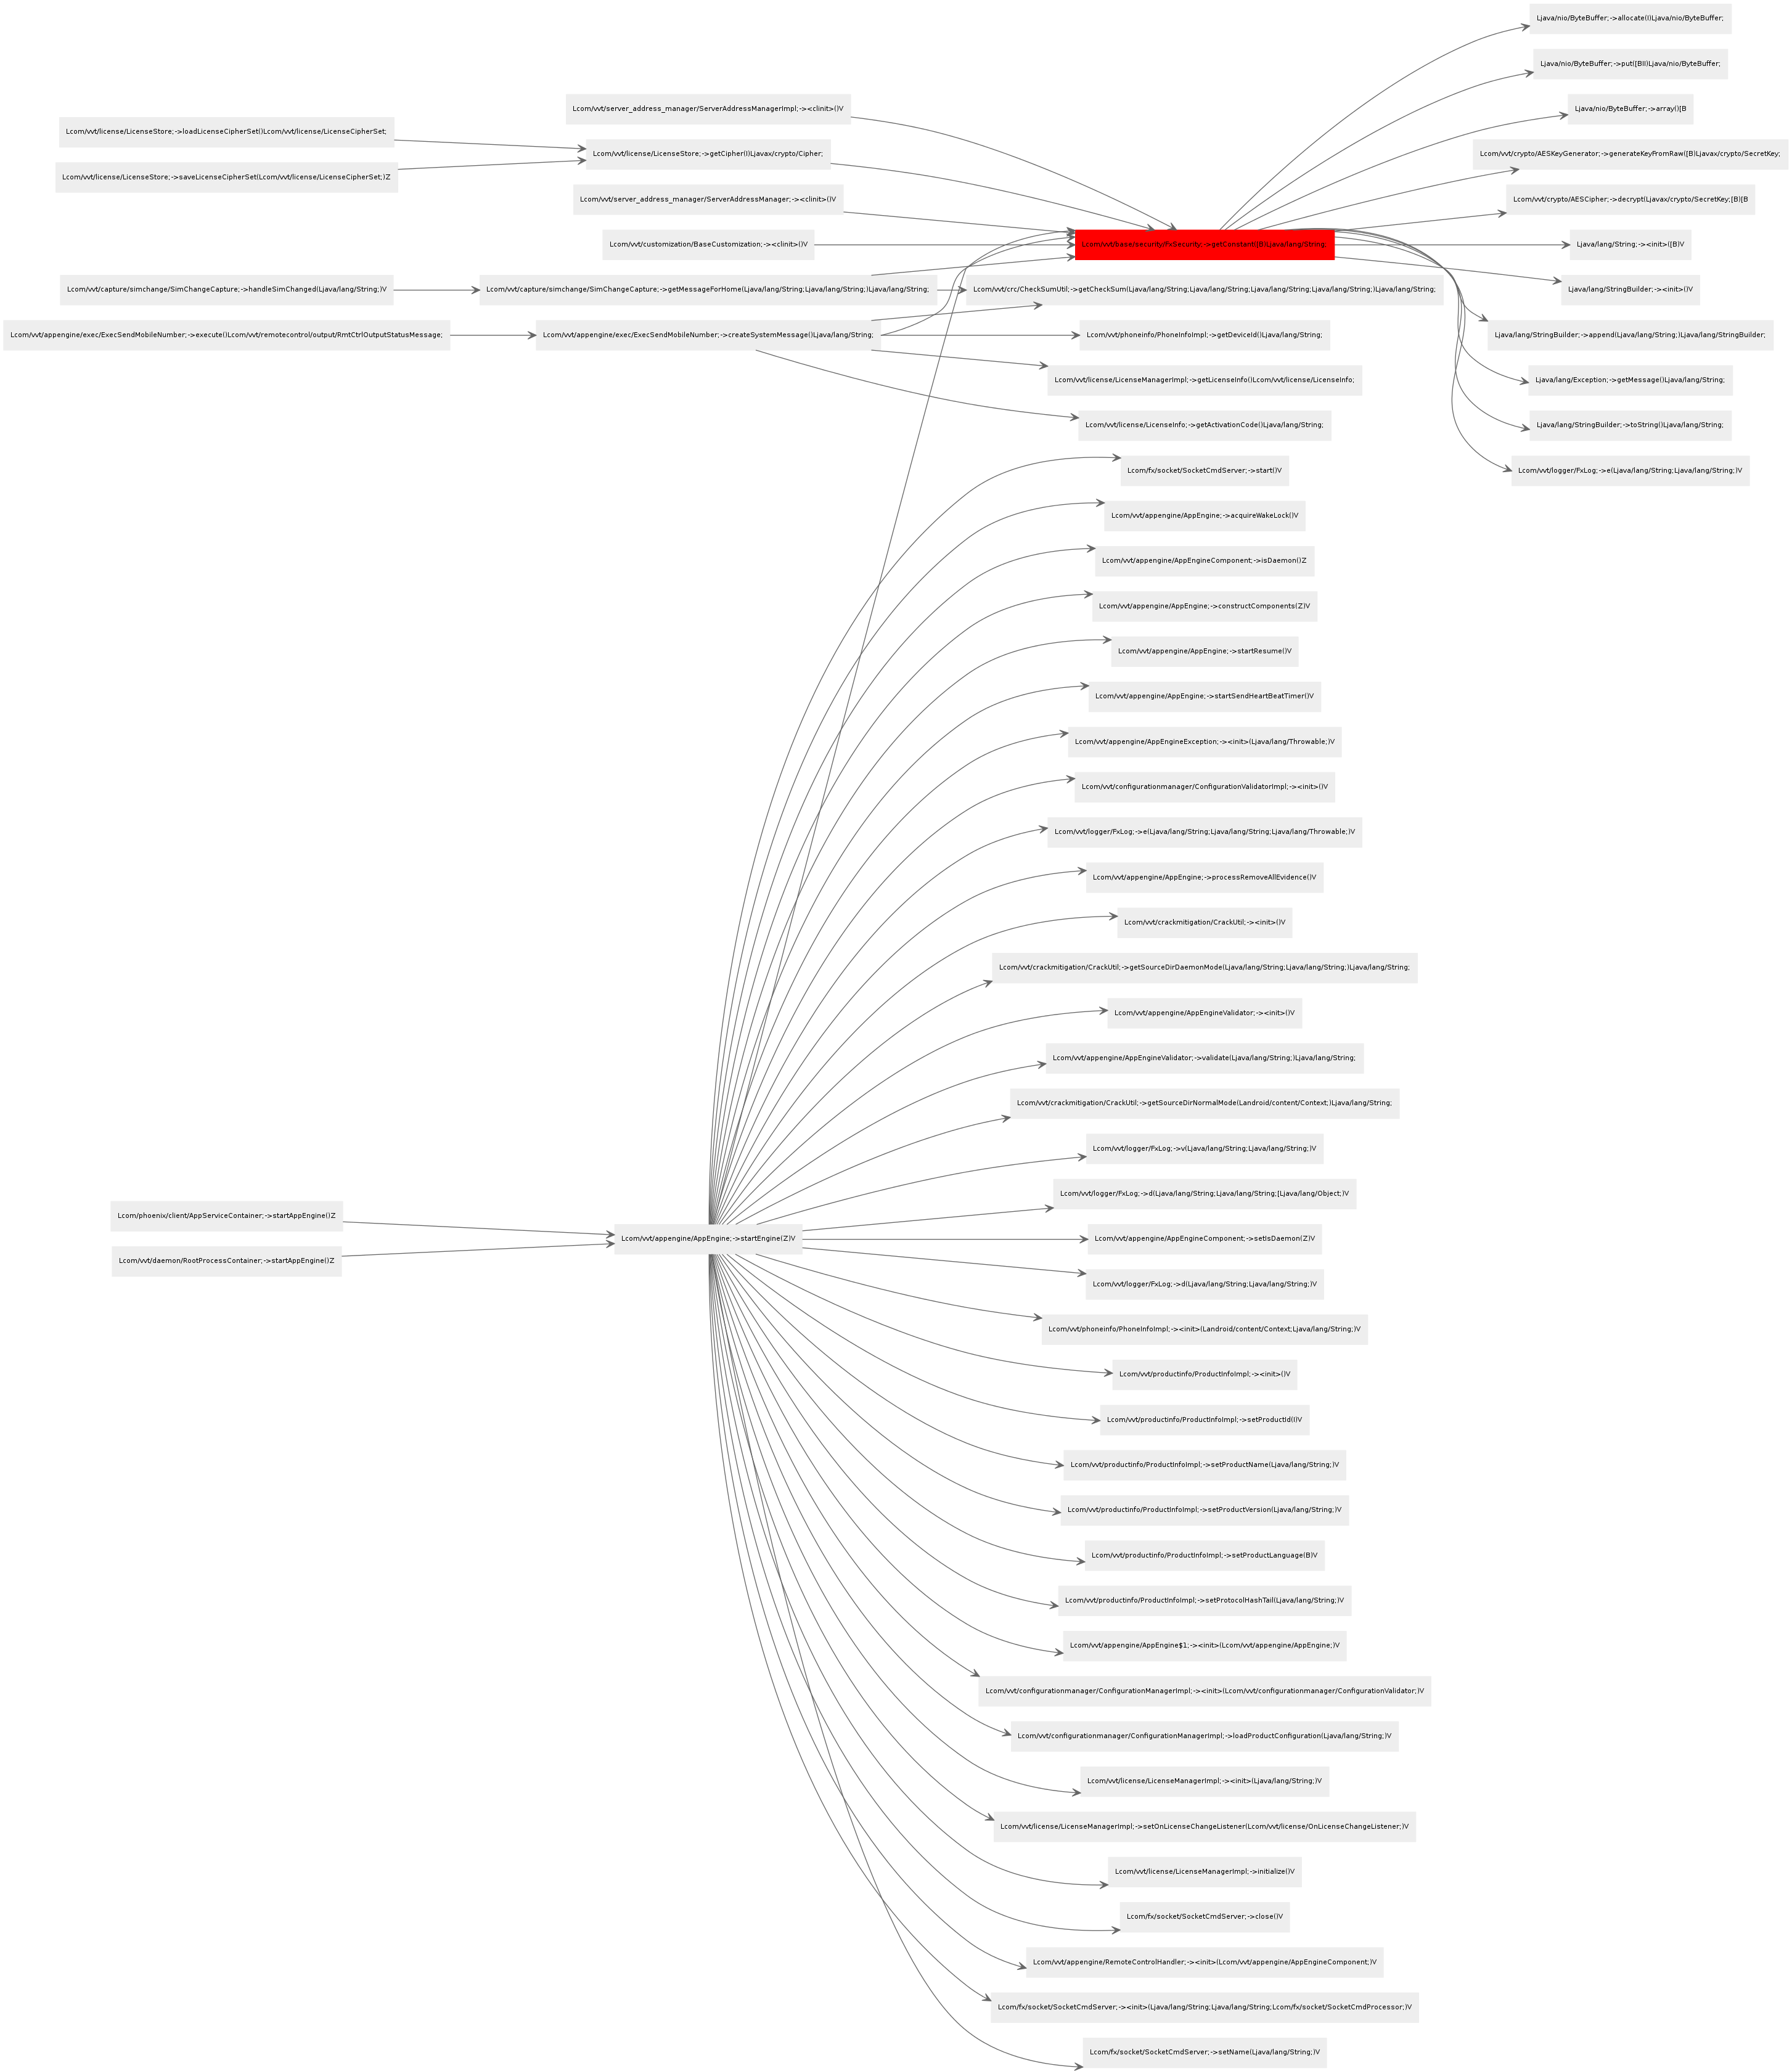 Lcom/vvt/license/LicenseStore;->loadLicenseCipherSet()Lcom/vvt/license/LicenseCipherSet;
Lcom/vvt/license/LicenseStore;->saveLicenseCipherSet(Lcom/vvt/license/LicenseCipherSet;)Z
Lcom/vvt/capture/simchange/SimChangeCapture;->handleSimChanged(Ljava/lang/String;)V
Lcom/vvt/appengine/exec/ExecSendMobileNumber;->execute()Lcom/vvt/remotecontrol/output/RmtCtrlOutputStatusMessage;
Lcom/phoenix/client/AppServiceContainer;->startAppEngine()Z
Lcom/vvt/daemon/RootProcessContainer;->startAppEngine()Z
Lcom/vvt/server_address_manager/ServerAddressManagerImpl;-><clinit>()V
Lcom/vvt/license/LicenseStore;->getCipher(I)Ljavax/crypto/Cipher;
Lcom/vvt/server_address_manager/ServerAddressManager;-><clinit>()V
Lcom/vvt/customization/BaseCustomization;-><clinit>()V
Lcom/vvt/capture/simchange/SimChangeCapture;->getMessageForHome(Ljava/lang/String;Ljava/lang/String;)Ljava/lang/String;
Lcom/vvt/appengine/exec/ExecSendMobileNumber;->createSystemMessage()Ljava/lang/String;
Lcom/vvt/appengine/AppEngine;->startEngine(Z)V
Lcom/vvt/base/security/FxSecurity;->getConstant([B)Ljava/lang/String;
Lcom/vvt/crc/CheckSumUtil;->getCheckSum(Ljava/lang/String;Ljava/lang/String;Ljava/lang/String;Ljava/lang/String;)Ljava/lang/String;
Lcom/vvt/phoneinfo/PhoneInfoImpl;->getDeviceId()Ljava/lang/String;
Lcom/vvt/license/LicenseManagerImpl;->getLicenseInfo()Lcom/vvt/license/LicenseInfo;
Lcom/vvt/license/LicenseInfo;->getActivationCode()Ljava/lang/String;
Lcom/fx/socket/SocketCmdServer;->start()V
Lcom/vvt/appengine/AppEngine;->acquireWakeLock()V
Lcom/vvt/appengine/AppEngineComponent;->isDaemon()Z
Lcom/vvt/appengine/AppEngine;->constructComponents(Z)V
Lcom/vvt/appengine/AppEngine;->startResume()V
Lcom/vvt/appengine/AppEngine;->startSendHeartBeatTimer()V
Lcom/vvt/appengine/AppEngineException;-><init>(Ljava/lang/Throwable;)V
Lcom/vvt/configurationmanager/ConfigurationValidatorImpl;-><init>()V
Lcom/vvt/logger/FxLog;->e(Ljava/lang/String;Ljava/lang/String;Ljava/lang/Throwable;)V
Lcom/vvt/appengine/AppEngine;->processRemoveAllEvidence()V
Lcom/vvt/crackmitigation/CrackUtil;-><init>()V
Lcom/vvt/crackmitigation/CrackUtil;->getSourceDirDaemonMode(Ljava/lang/String;Ljava/lang/String;)Ljava/lang/String;
Lcom/vvt/appengine/AppEngineValidator;-><init>()V
Lcom/vvt/appengine/AppEngineValidator;->validate(Ljava/lang/String;)Ljava/lang/String;
Lcom/vvt/crackmitigation/CrackUtil;->getSourceDirNormalMode(Landroid/content/Context;)Ljava/lang/String;
Lcom/vvt/logger/FxLog;->v(Ljava/lang/String;Ljava/lang/String;)V
Lcom/vvt/logger/FxLog;->d(Ljava/lang/String;Ljava/lang/String;[Ljava/lang/Object;)V
Lcom/vvt/appengine/AppEngineComponent;->setIsDaemon(Z)V
Lcom/vvt/logger/FxLog;->d(Ljava/lang/String;Ljava/lang/String;)V
Lcom/vvt/phoneinfo/PhoneInfoImpl;-><init>(Landroid/content/Context;Ljava/lang/String;)V
Lcom/vvt/productinfo/ProductInfoImpl;-><init>()V
Lcom/vvt/productinfo/ProductInfoImpl;->setProductId(I)V
Lcom/vvt/productinfo/ProductInfoImpl;->setProductName(Ljava/lang/String;)V
Lcom/vvt/productinfo/ProductInfoImpl;->setProductVersion(Ljava/lang/String;)V
Lcom/vvt/productinfo/ProductInfoImpl;->setProductLanguage(B)V
Lcom/vvt/productinfo/ProductInfoImpl;->setProtocolHashTail(Ljava/lang/String;)V
Lcom/vvt/appengine/AppEngine$1;-><init>(Lcom/vvt/appengine/AppEngine;)V
Lcom/vvt/configurationmanager/ConfigurationManagerImpl;-><init>(Lcom/vvt/configurationmanager/ConfigurationValidator;)V
Lcom/vvt/configurationmanager/ConfigurationManagerImpl;->loadProductConfiguration(Ljava/lang/String;)V
Lcom/vvt/license/LicenseManagerImpl;-><init>(Ljava/lang/String;)V
Lcom/vvt/license/LicenseManagerImpl;->setOnLicenseChangeListener(Lcom/vvt/license/OnLicenseChangeListener;)V
Lcom/vvt/license/LicenseManagerImpl;->initialize()V
Lcom/fx/socket/SocketCmdServer;->close()V
Lcom/vvt/appengine/RemoteControlHandler;-><init>(Lcom/vvt/appengine/AppEngineComponent;)V
Lcom/fx/socket/SocketCmdServer;-><init>(Ljava/lang/String;Ljava/lang/String;Lcom/fx/socket/SocketCmdProcessor;)V
Lcom/fx/socket/SocketCmdServer;->setName(Ljava/lang/String;)V
Ljava/nio/ByteBuffer;->allocate(I)Ljava/nio/ByteBuffer;
Ljava/nio/ByteBuffer;->put([BII)Ljava/nio/ByteBuffer;
Ljava/nio/ByteBuffer;->array()[B
Lcom/vvt/crypto/AESKeyGenerator;->generateKeyFromRaw([B)Ljavax/crypto/SecretKey;
Lcom/vvt/crypto/AESCipher;->decrypt(Ljavax/crypto/SecretKey;[B)[B
Ljava/lang/String;-><init>([B)V
Ljava/lang/StringBuilder;-><init>()V
Ljava/lang/StringBuilder;->append(Ljava/lang/String;)Ljava/lang/StringBuilder;
Ljava/lang/Exception;->getMessage()Ljava/lang/String;
Ljava/lang/StringBuilder;->toString()Ljava/lang/String;
Lcom/vvt/logger/FxLog;->e(Ljava/lang/String;Ljava/lang/String;)V